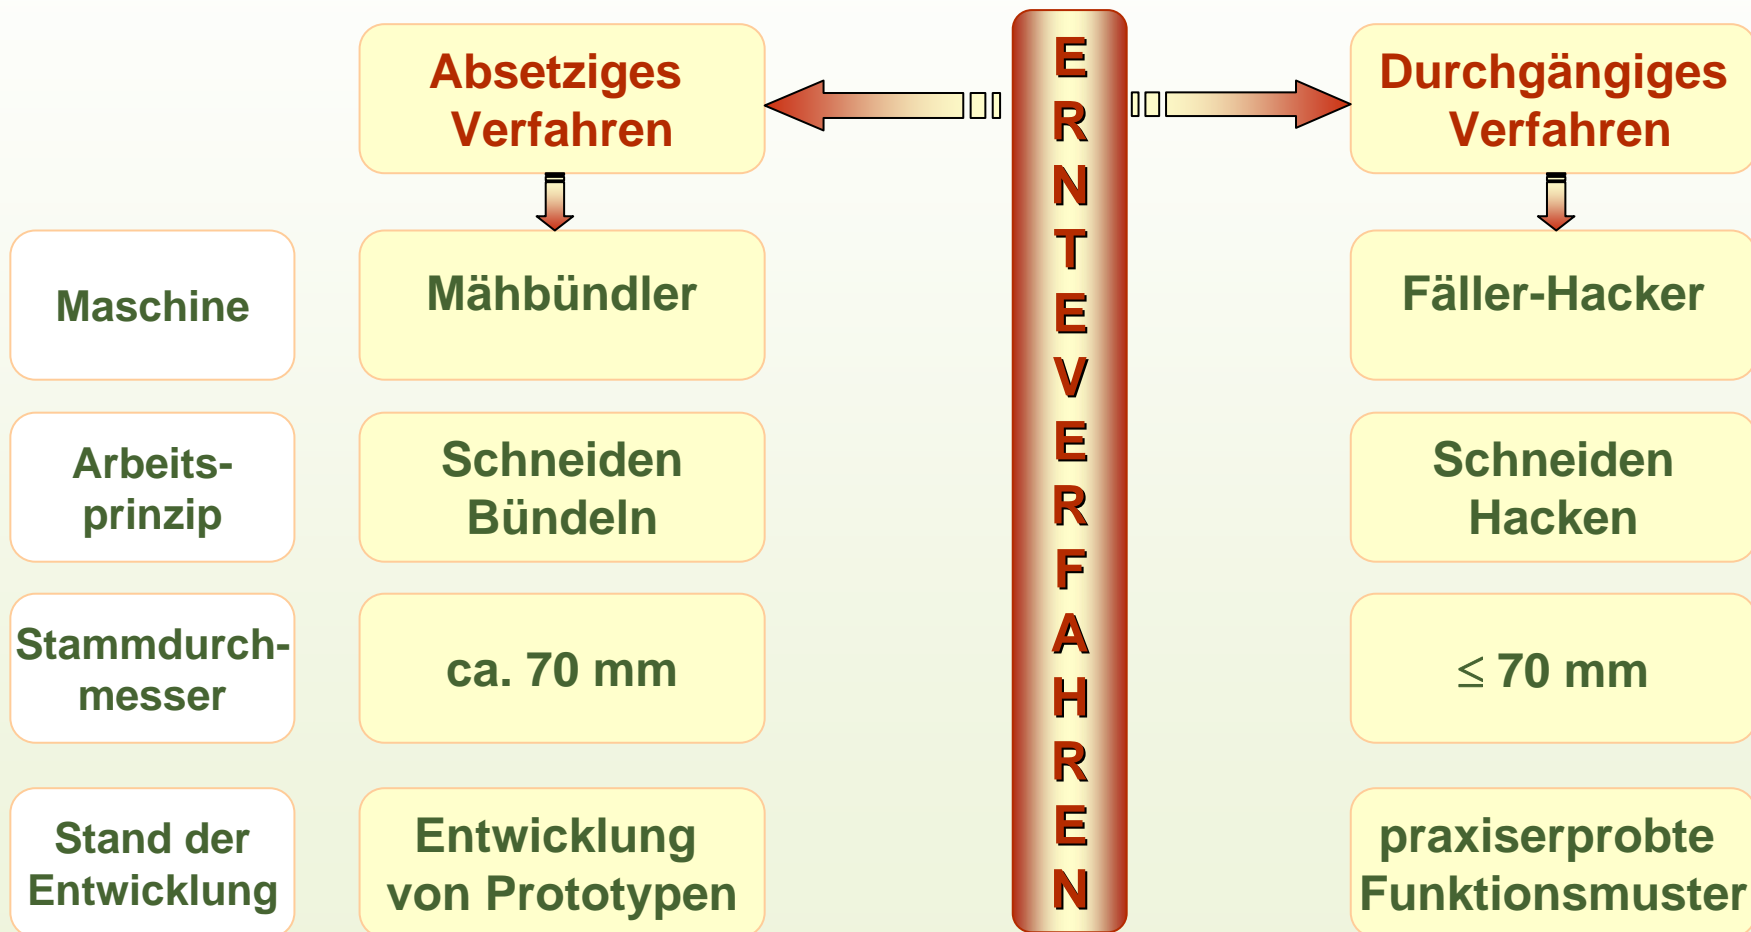 Absetziges
Verfahren
ERNTEVERFAHREN
Durchgängiges
Verfahren
Maschine
Mähbündler
Fäller-Hacker
Arbeits-
prinzip
Schneiden
Bündeln
Schneiden
Hacken
Stammdurch-
messer
ca. 70 mm
≤ 70 mm
Stand der
Entwicklung
Entwicklung
von Prototypen
praxiserprobte
Funktionsmuster